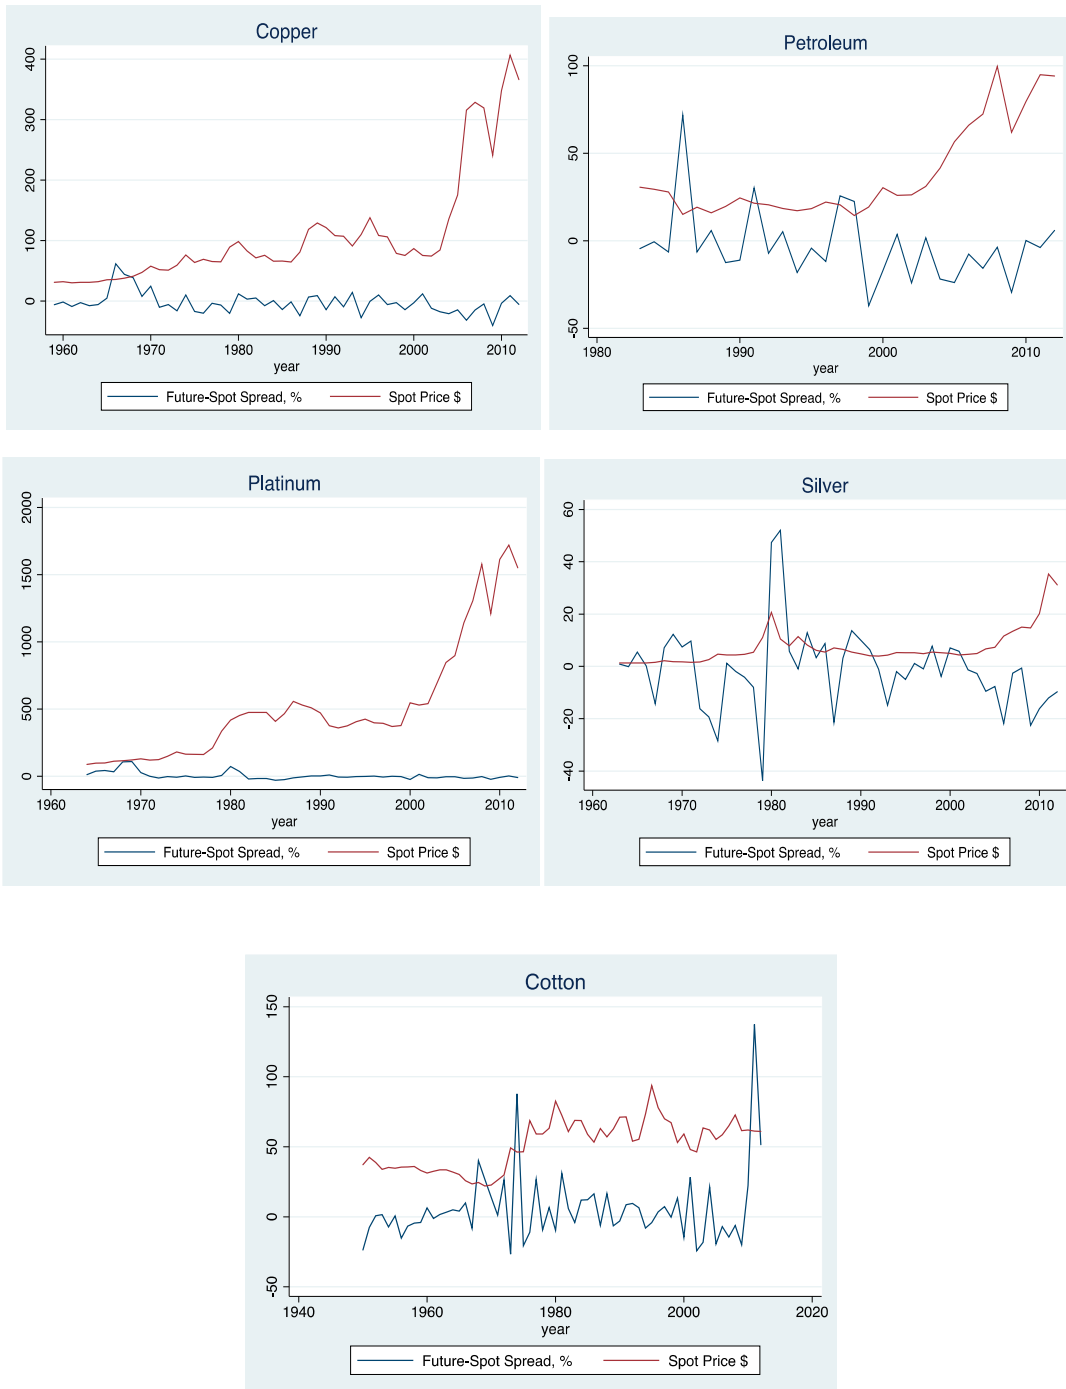 Copper
400
300
200
100
0
1960 1970 1980 1990 2000 2010
year
Future-Spot Spread, % Spot Price $
Petroleum
100
50
0
-50
1980 1990 2000 2010
year
Future-Spot Spread, % Spot Price $
Platinum
2000
1500
1000
500
0
1960 1970 1980 1990 2000 2010
year
Future-Spot Spread, % Spot Price $
Silver
60
40
20
0
-20
-40
1960 1970 1980 1990 2000 2010
year
Future-Spot Spread, % Spot Price $
Cotton
150
100
50
0
-50
1940 1960 1980 2000 2020
year
Future-Spot Spread, % Spot Price $